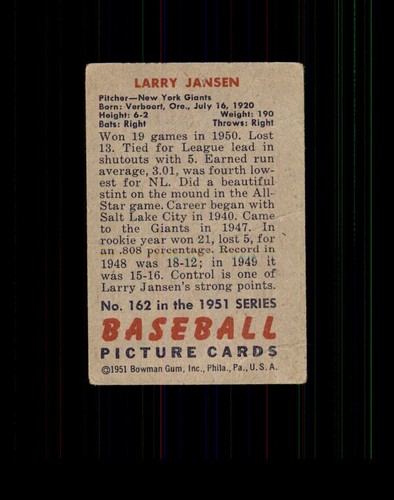 LARRY JANSEN
Pitcher—New York Giants
Born: Verboort, Ore., July 16, 1920
Height: 6-2 Weight: 190
Bats: Right Throws: Right
Won 19 games in 1950. Lost
13. Tied for League lead in
shutouts with 5. Earned run
average, 3.01, was fourth low-
est for NL. Did a beautiful
stint on the mound in the All-
Star game. Career began with
Salt Lake City in 1940. Came
to the Giants in 1947. In
rookie year won 21, lost 5, for
an .808 percentage. Record in
1948 was 18-12; in 1949 it
was 15-16. Control is one of
Larry Jansen's strong points.
No. 162 in the 1951 SERIES
BASEBALL
PICTURE CARDS
©1951 Bowman Gum, Inc., Phila., Pa., U.S.A.